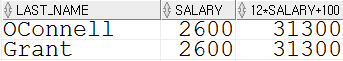 LAST_NAME SALARY 12*SALARY+100
OConnell 2600 31300
Grant 2600 31300